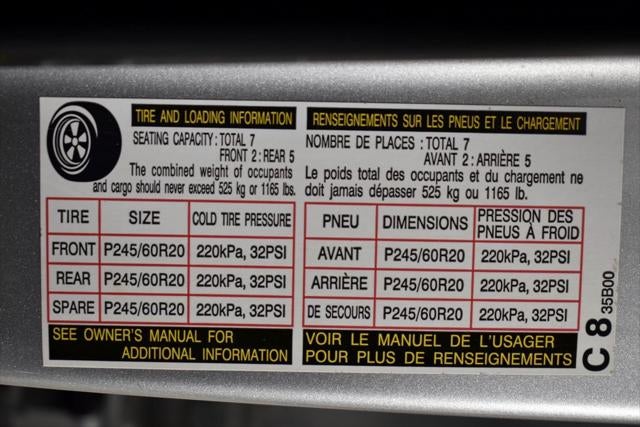 TIRE AND LOADING INFORMATION
SEATING CAPACITY : TOTAL 7
FRONT 2 : REAR 5
The combined weight of occupants
and cargo should never exceed 525 kg or 1165 lbs.
TIRE SIZE COLD TIRE PRESSURE
FRONT P245/60R20 220kPa, 32PSI
REAR P245/60R20 220kPa, 32PSI
SPARE P245/60R20 220kPa, 32PSI
SEE OWNER'S MANUAL FOR
ADDITIONAL INFORMATION
RENSEIGNEMENTS SUR LES PNEUS ET LE CHARGEMENT
NOMBRE DE PLACES : TOTAL 7
AVANT 2 : ARRIÈRE 5
Le poids total des occupants et du chargement ne
doit jamais dépasser 525 kg ou 1165 lb.
PNEU DIMENSIONS PRESSION DES
PNEUS À FROID
AVANT P245/60R20 220kPa, 32PSI
ARRIÈRE P245/60R20 220kPa, 32PSI
DE SECOURS P245/60R20 220kPa, 32PSI
VOIR LE MANUEL DE L'USAGER
POUR PLUS DE RENSEIGNEMENTS
C 8
35B00